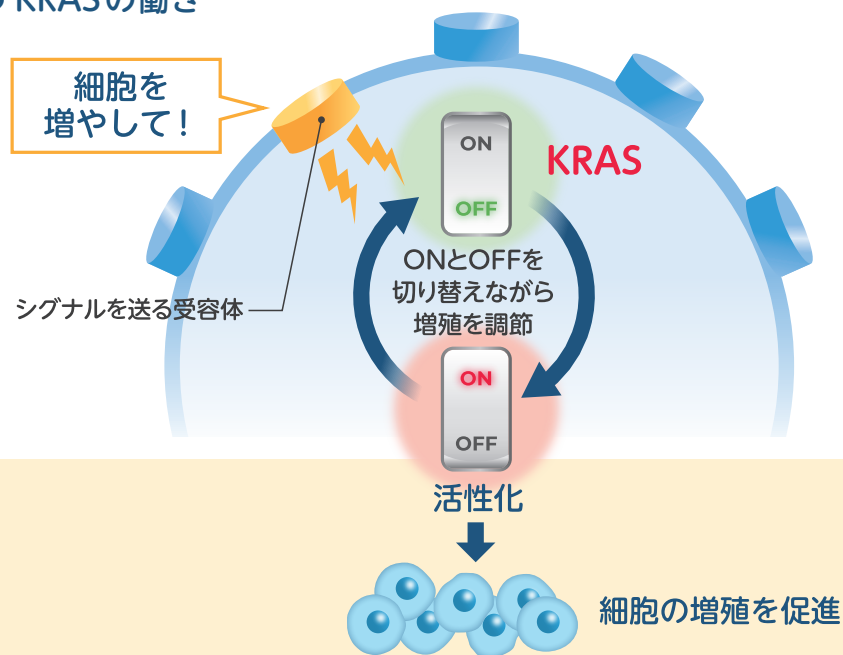 KRASの働き
細胞を
増やして！
ON
OFF
KRAS
ONとOFFを
切り替えながら
増殖を調節
シグナルを送る受容体
ON
OFF
活性化
細胞の増殖を促進